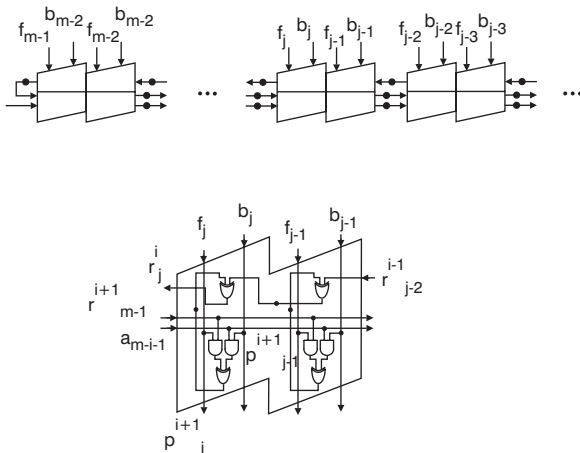 f m-1 b m-2 f m-2 b m-2 f j b j f j-1 b j-1 f j-2 b j-2 f j-3 b j-3
... ... ...
f j b j f j-1 b j-1
r i j r i-1 j-2
r i+1 m-1
a m-i-1
p i+1 j-1
p i+1 j